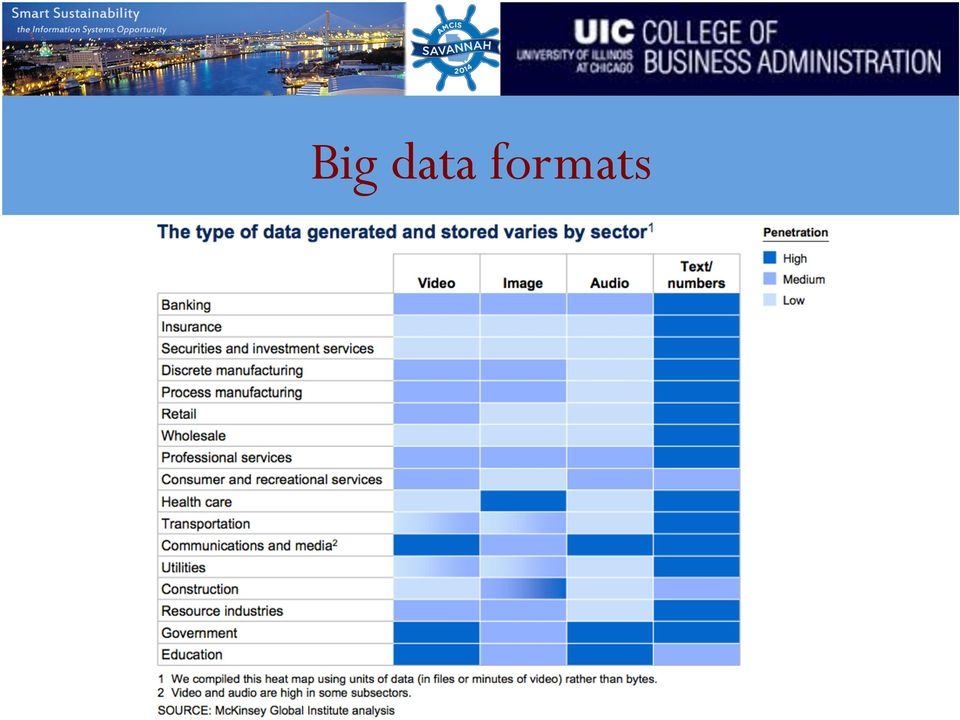 Smart Sustainability
the Information Systems Opportunity
AMCIS
SAVANNAH
2014
UIC COLLEGE OF
UNIVERSITY OF ILLINOIS
AT CHICAGO
BUSINESS ADMINISTRATION
Big data formats
The type of data generated and stored varies by sector1
Penetration
High
Medium
Low
Video Image Audio Text/
numbers
Banking
Insurance
Securities and investment services
Discrete manufacturing
Process manufacturing
Retail
Wholesale
Professional services
Consumer and recreational services
Health care
Transportation
Communications and media2
Utilities
Construction
Resource industries
Government
Education
1 We compiled this heat map using units of data (in files or minutes of video) rather than bytes.
2 Video and audio are high in some subsectors.
SOURCE: McKinsey Global Institute analysis